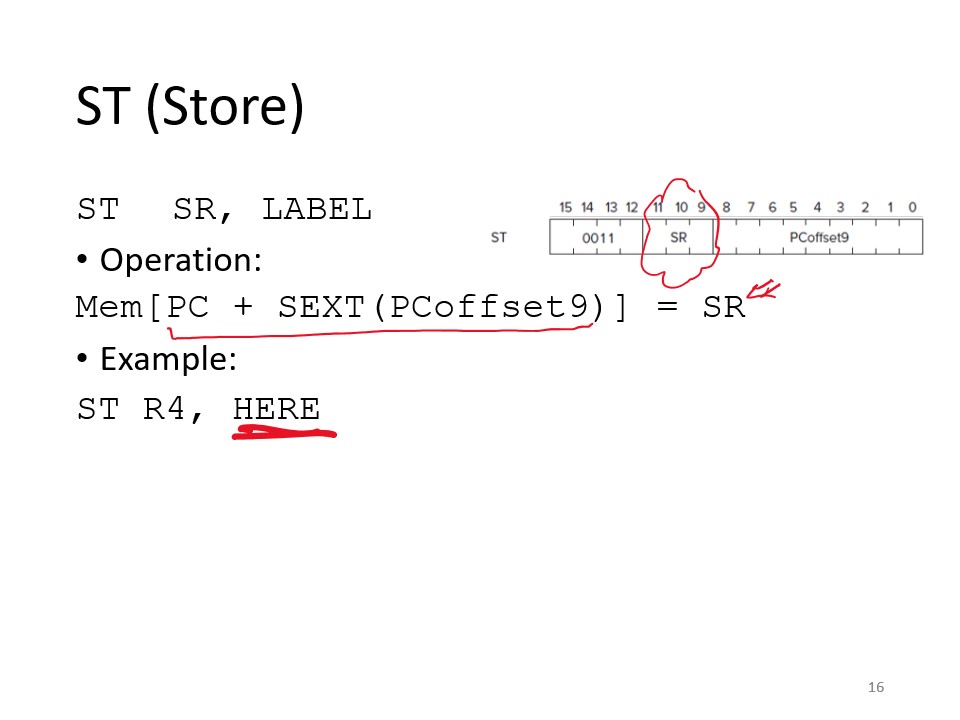 ST (Store)
ST SR, LABEL
15 14 13 12 11 10 9 8 7 6 5 4 3 2 1 0
ST 0011 SR PCoffset9
• Operation:
Mem[PC + SEXT(PCoffset9)] = SR
• Example:
ST R4, HERE
16